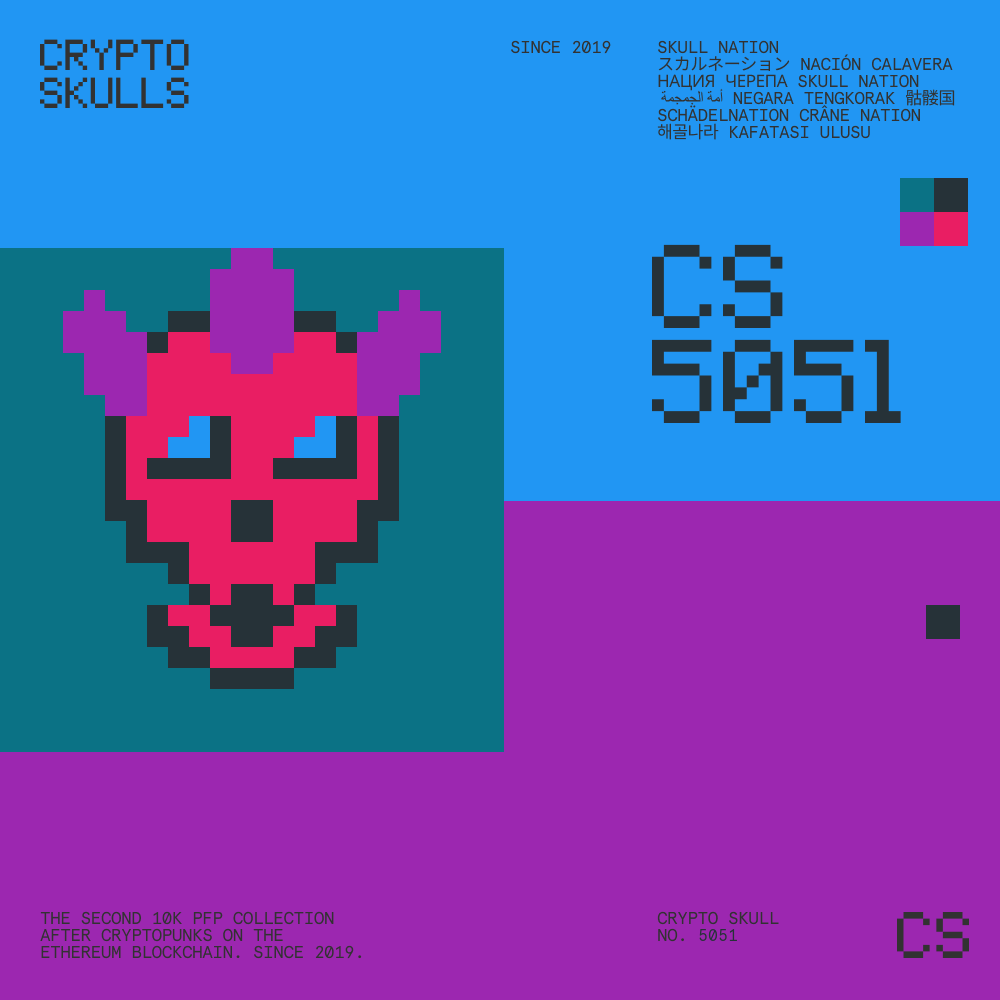 CRYPTO
SKULLS
SINCE 2019
SKULL NATION
スカルネーション NACIÓN CALAVERA
НАЦИЯ ЧЕРЕПА SKULL NATION
أمة الجمجمة NEGARA TENGKORAK 骷髅国
SCHÄDELNATION CRÂNE NATION
해골나라 KAFATASI ULUSU
CS
5051
THE SECOND 10K PFP COLLECTION
AFTER CRYPTOPUNKS ON THE
ETHEREUM BLOCKCHAIN. SINCE 2019.
CRYPTO SKULL
NO. 5051
CS